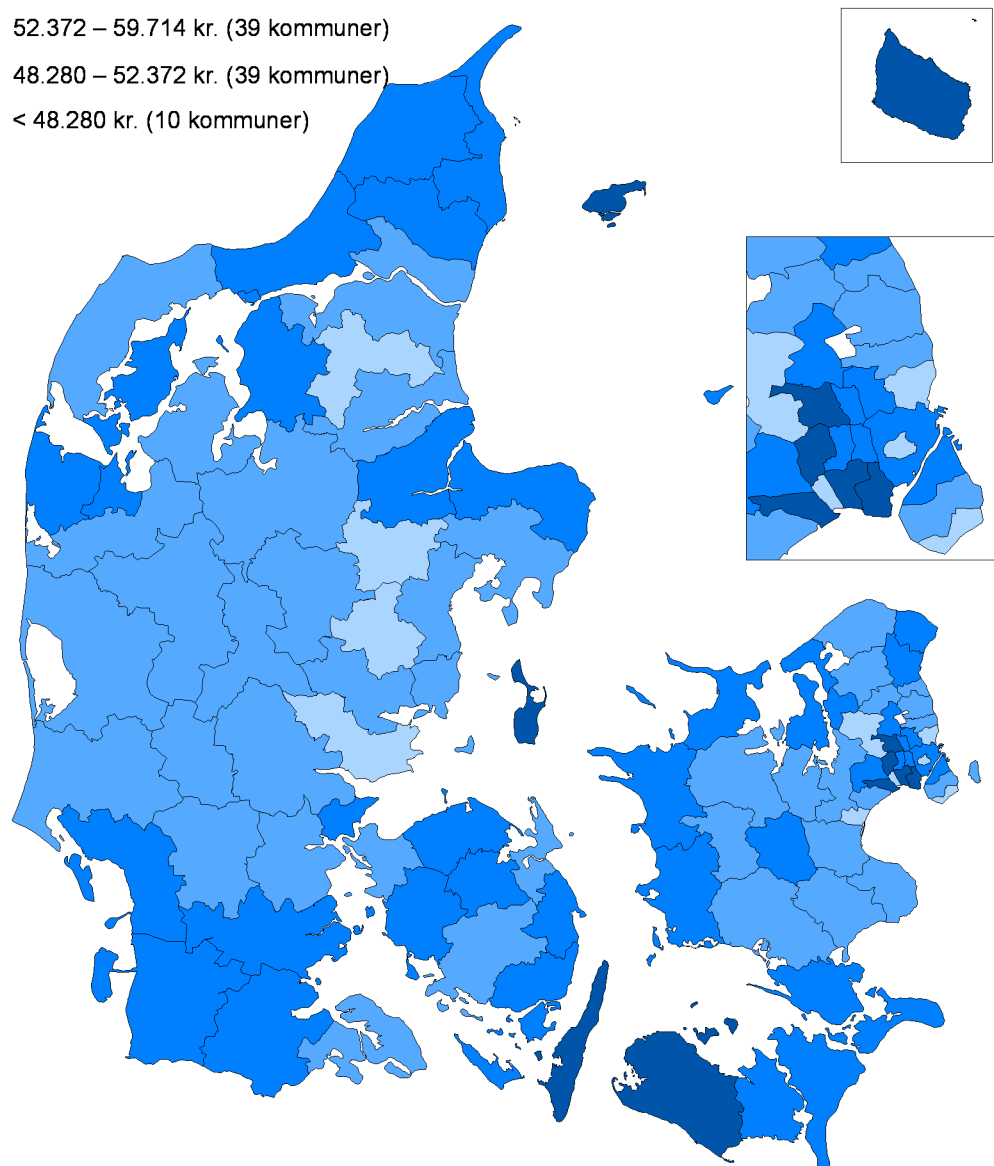 52.372 – 59.714 kr. (39 kommuner)
48.280 – 52.372 kr. (39 kommuner)
< 48.280 kr. (10 kommuner)